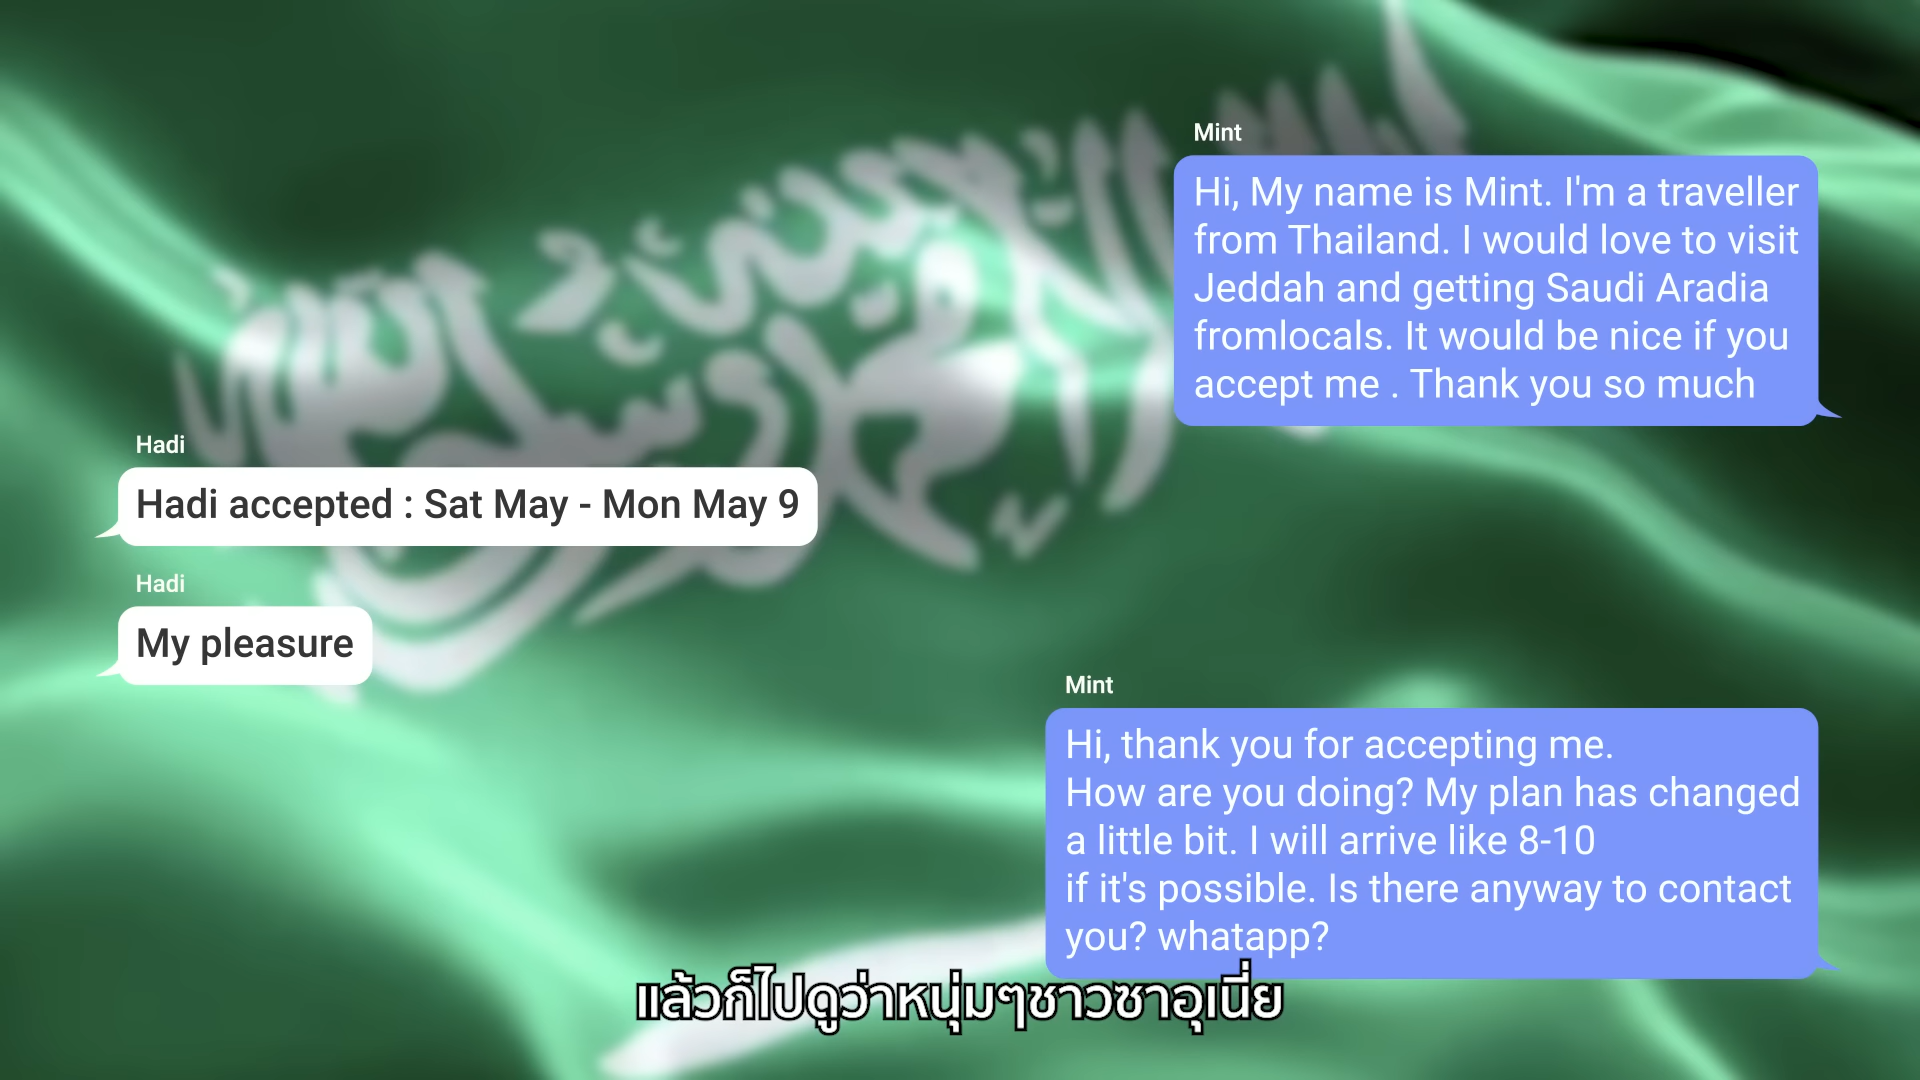 Mint
Hi, My name is Mint. I'm a traveller
from Thailand. I would love to visit
Jeddah and getting Saudi Aradia
fromlocals. It would be nice if you
accept me . Thank you so much
Hadi
Hadi accepted : Sat May - Mon May 9
Hadi
My pleasure
Mint
Hi, thank you for accepting me.
How are you doing? My plan has changed
a little bit. I will arrive like 8-10
if it's possible. Is there anyway to contact
you? whatapp?
แล้วก็ไปดูว่าหนุ่มๆชาวซาอุเนี่ย